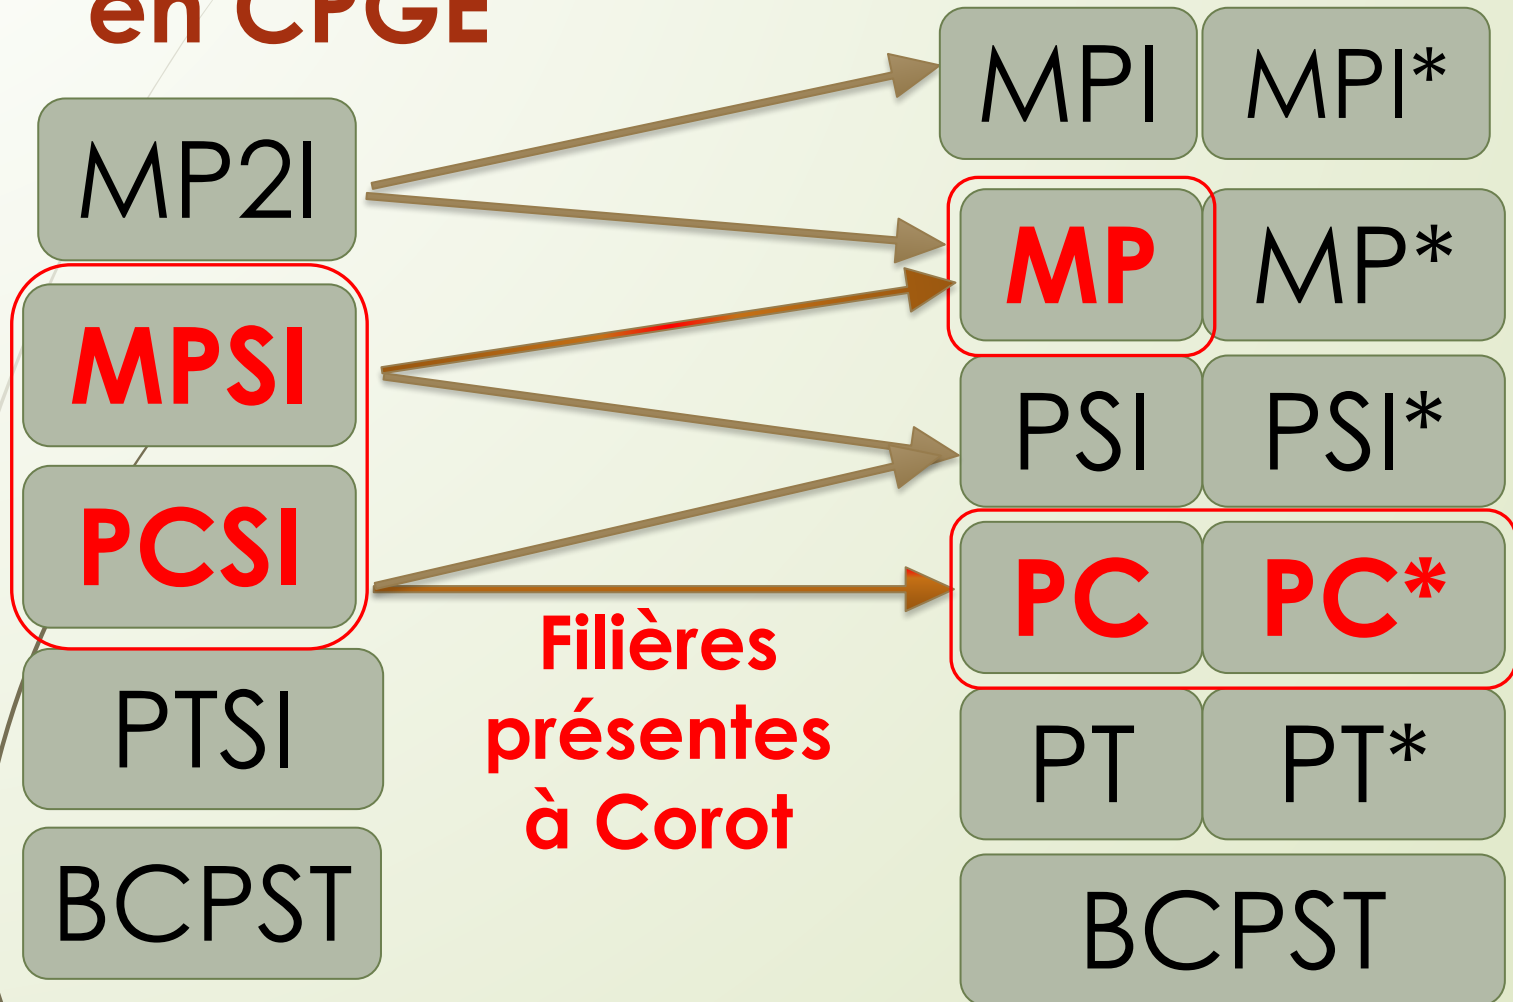 en CPGE
MP2I
MPSI
PCSI
PTSI
BCPST
Filières
présentes
à Corot
MPI MPI*
MP MP*
PSI PSI*
PC PC*
PT PT*
BCPST